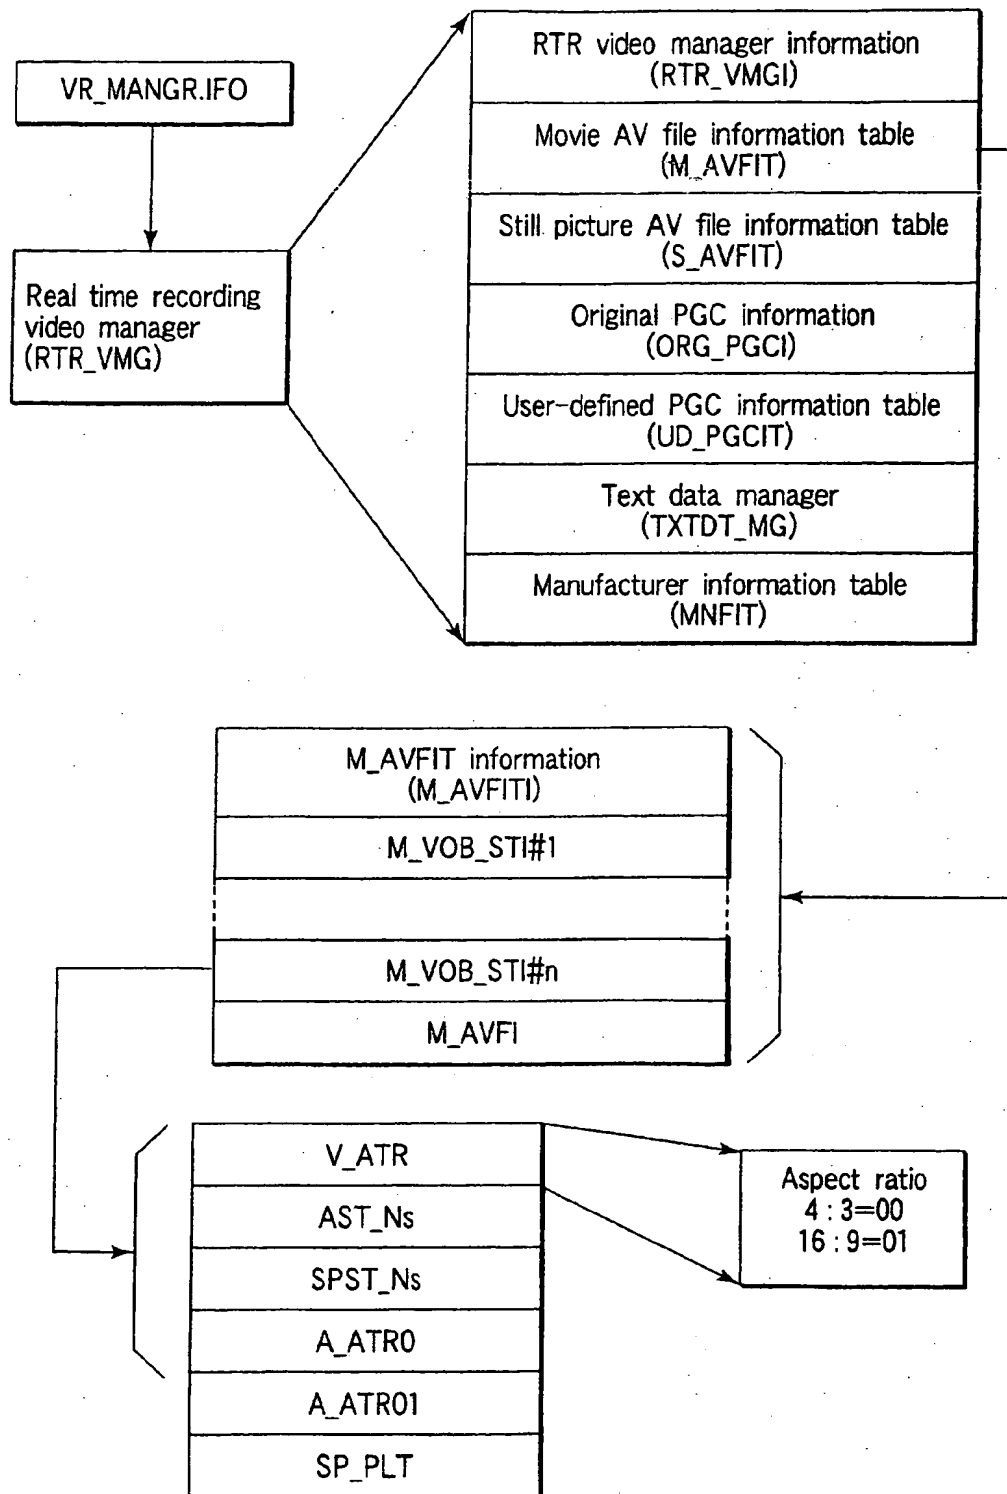 VR_MANGR.IFO
Real time recording
video manager
(RTR_VMG)
RTR video manager information
(RTR_VMGI)
Movie AV file information table
(M_AVFIT)
Still picture AV file information table
(S_AVFIT)
Original PGC information
(ORG_PGCI)
User-defined PGC information table
(UD_PGCIT)
Text data manager
(TXTDT_MG)
Manufacturer information table
(MNFIT)
M_AVFIT information
(M_AVFITI)
M_VOB_STI#1
M_VOB_STI#n
M_AVFI
V_ATR
AST_Ns
SPST_Ns
A_ATR0
A_ATR01
SP_PLT
Aspect ratio
4 : 3=00
16 : 9=01